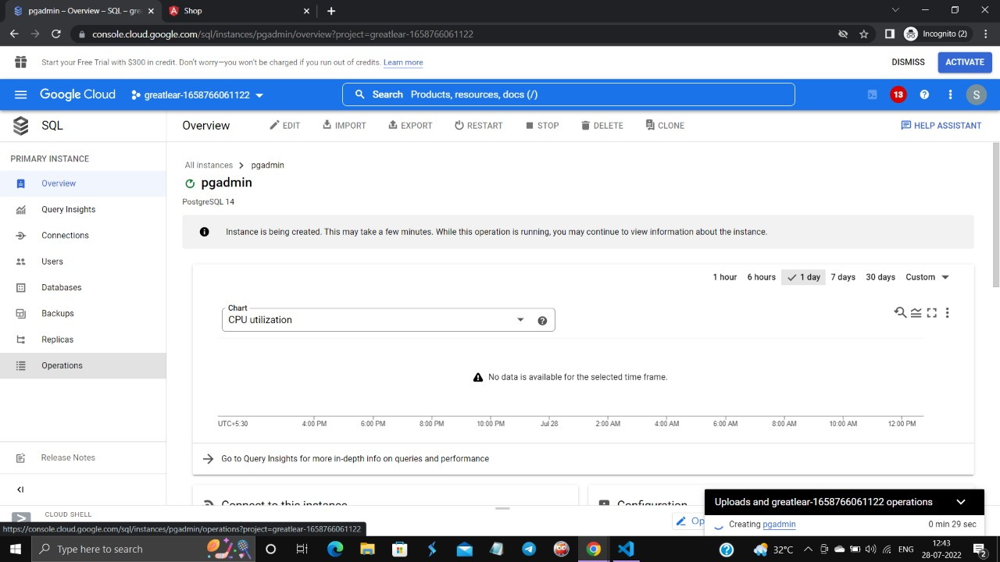 pgadmin – Overview – SQL – gre
Shop
console.cloud.google.com/sql/instances/pgadmin/overview?project=greatlear-1658766061122
Incognito (2)
Start your Free Trial with $300 in credit. Don't worry—you won't be charged if you run out of credits. Learn more
DISMISS
ACTIVATE
Google Cloud
greatlear-1658766061122
Search Products, resources, docs (/)
13
S
SQL
Overview
EDIT
IMPORT
EXPORT
RESTART
STOP
DELETE
CLONE
HELP ASSISTANT
PRIMARY INSTANCE
Overview
Query Insights
Connections
Users
Databases
Backups
Replicas
Operations
Release Notes
All instances
pgadmin
pgadmin
PostgreSQL 14
Instance is being created. This may take a few minutes. While this operation is running, you may continue to view information about the instance.
1 hour
6 hours
1 day
7 days
30 days
Custom
Chart
CPU utilization
No data is available for the selected time frame.
UTC+5:30
4:00 PM
6:00 PM
8:00 PM
10:00 PM
Jul 28
2:00 AM
4:00 AM
6:00 AM
8:00 AM
10:00 AM
12:00 PM
Go to Query Insights for more in-depth info on queries and performance
Connect to this instance
Configuration
Uploads and greatlear-1658766061122 operations
Creating pgadmin
0 min 29 sec
CLOUD SHELL
Op
https://console.cloud.google.com/sql/instances/pgadmin/operations?project=greatlear-1658766061122
Type here to search
32°C
ENG
12:43
28-07-2022
2